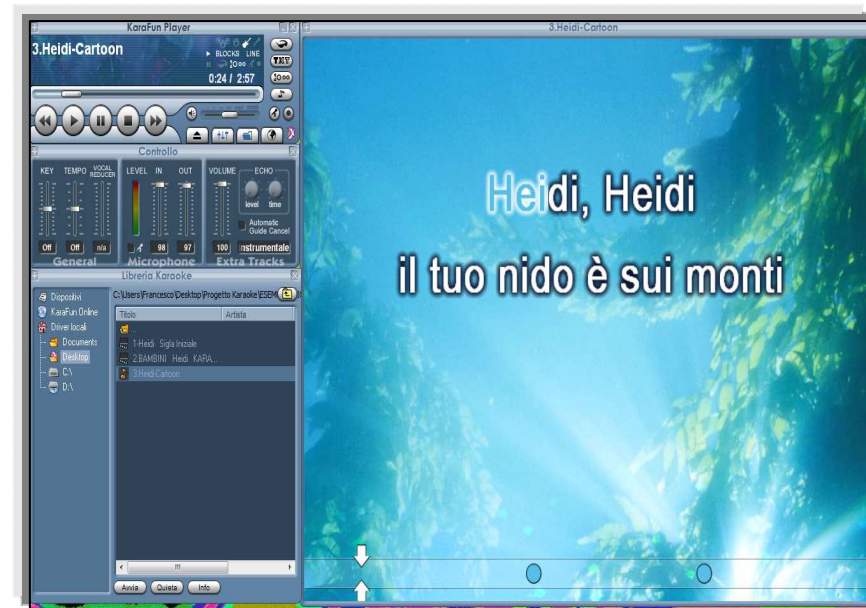 KaraFun Player
3.Heidi-Cartoon
BLOCKS LINE
0:24 / 2:57
Controllo
KEY TEMPO VOCAL REDUCER
LEVEL IN OUT
VOLUME ECHO
level time
Automatic Guide Cancel
Off Off n/a
98 97
100 nstrumentale
General Microphone Extra Tracks
Libreria Karaoke
Dispositivi
KaraFun Online
Driver locali
Documents
Desktop
C:\
D:\
C:\Users\Francesco\Desktop\Progetto Karaoke\ESEM
Titolo Artista
...
1-Heidi Sigla Iniziale
2.BAMBINI Heidi KARA...
3.Heidi-Cartoon
Avvia Queueta Info
3.Heidi-Cartoon
Heidi, Heidi
il tuo nido è sui monti